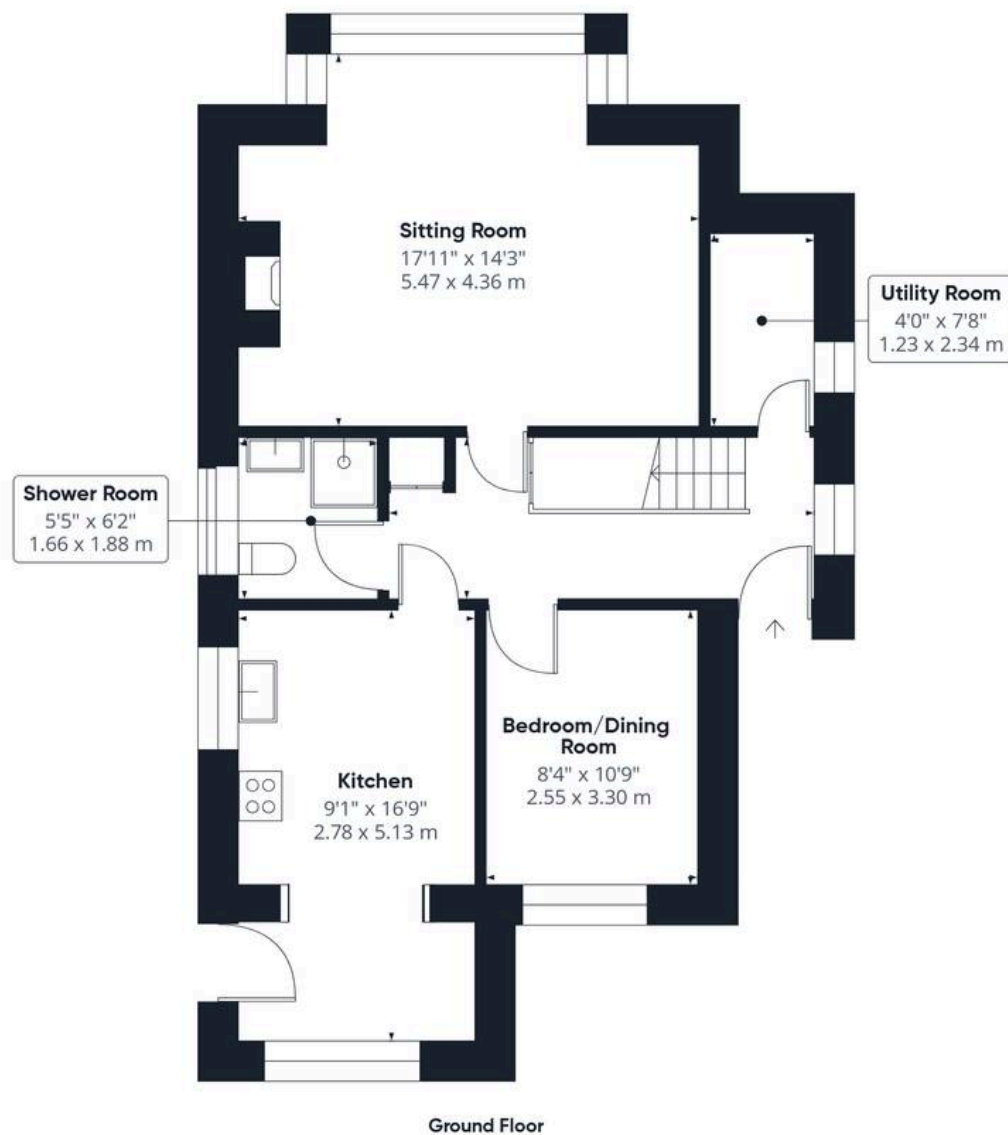 Sitting Room
17'11" x 14'3"
5.47 x 4.36 m
Utility Room
4'0" x 7'8"
1.23 x 2.34 m
Shower Room
5'5" x 6'2"
1.66 x 1.88 m
Bedroom/Dining
Room
8'4" x 10'9"
2.55 x 3.30 m
Kitchen
9'1" x 16'9"
2.78 x 5.13 m
Ground Floor